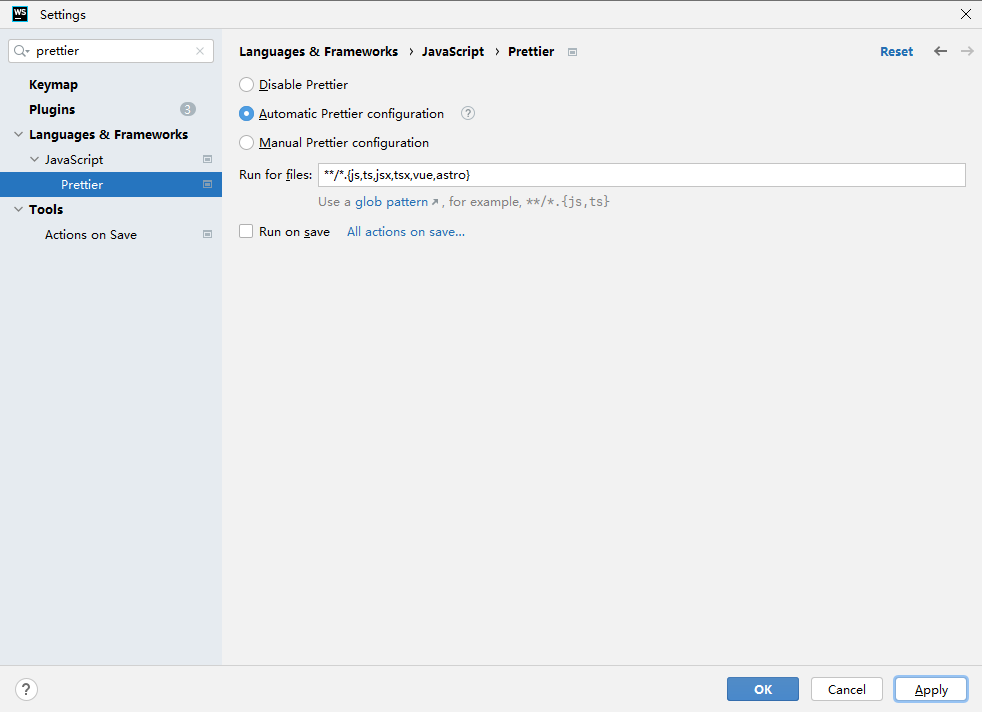 WS Settings
prettier
Keymap
Plugins 3
Languages & Frameworks
JavaScript
Prettier
Tools
Actions on Save
Languages & Frameworks › JavaScript › Prettier Reset
Disable Prettier
Automatic Prettier configuration ?
Manual Prettier configuration
Run for files: **/*.{js,ts,jsx,tsx,vue,astro}
Use a glob pattern↗, for example, **/*.{js,ts}
Run on save All actions on save...
? OK Cancel Apply